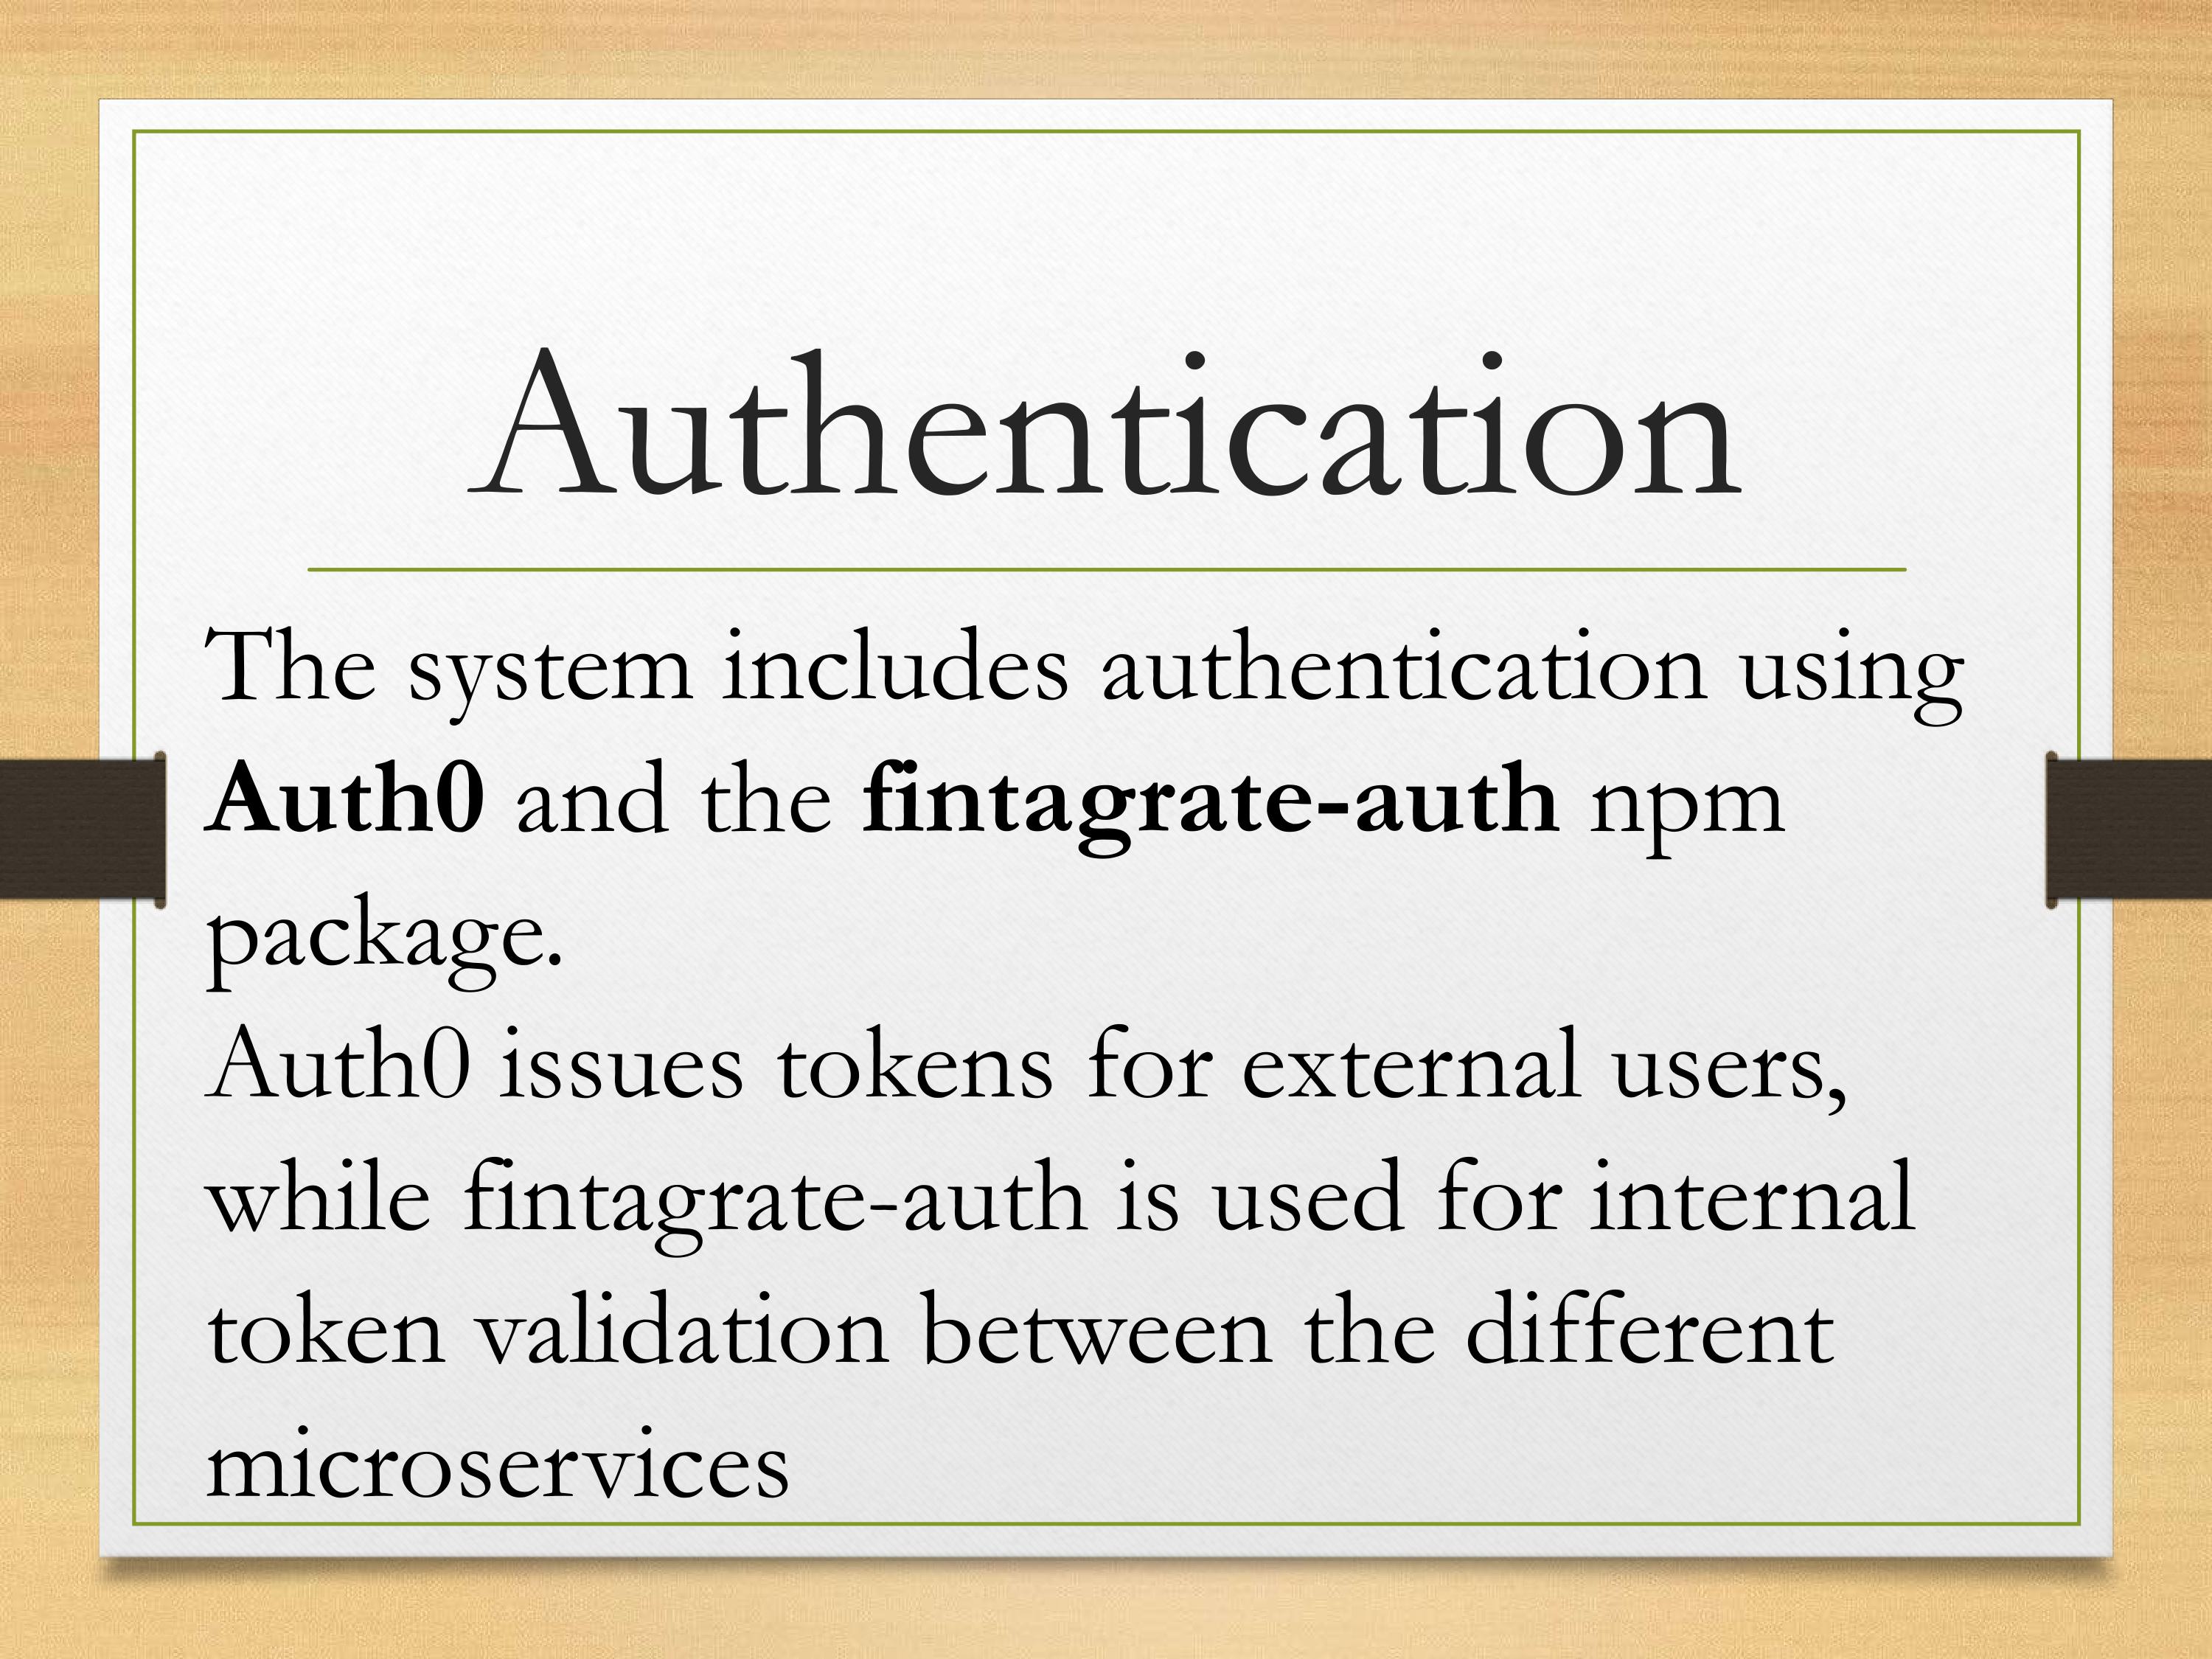 Authentication
The system includes authentication using
Auth0 and the fintagrate-auth npm
package.
Auth0 issues tokens for external users,
while fintagrate-auth is used for internal
token validation between the different
microservices